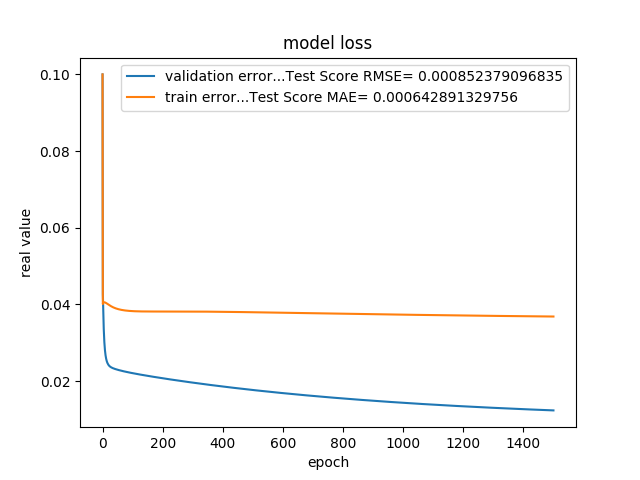 model loss
validation error...Test Score RMSE= 0.000852379096835
train error...Test Score MAE= 0.000642891329756
0.10
0.08
0.06
0.04
0.02
real value
0
200
400
600
800
1000
1200
1400
epoch